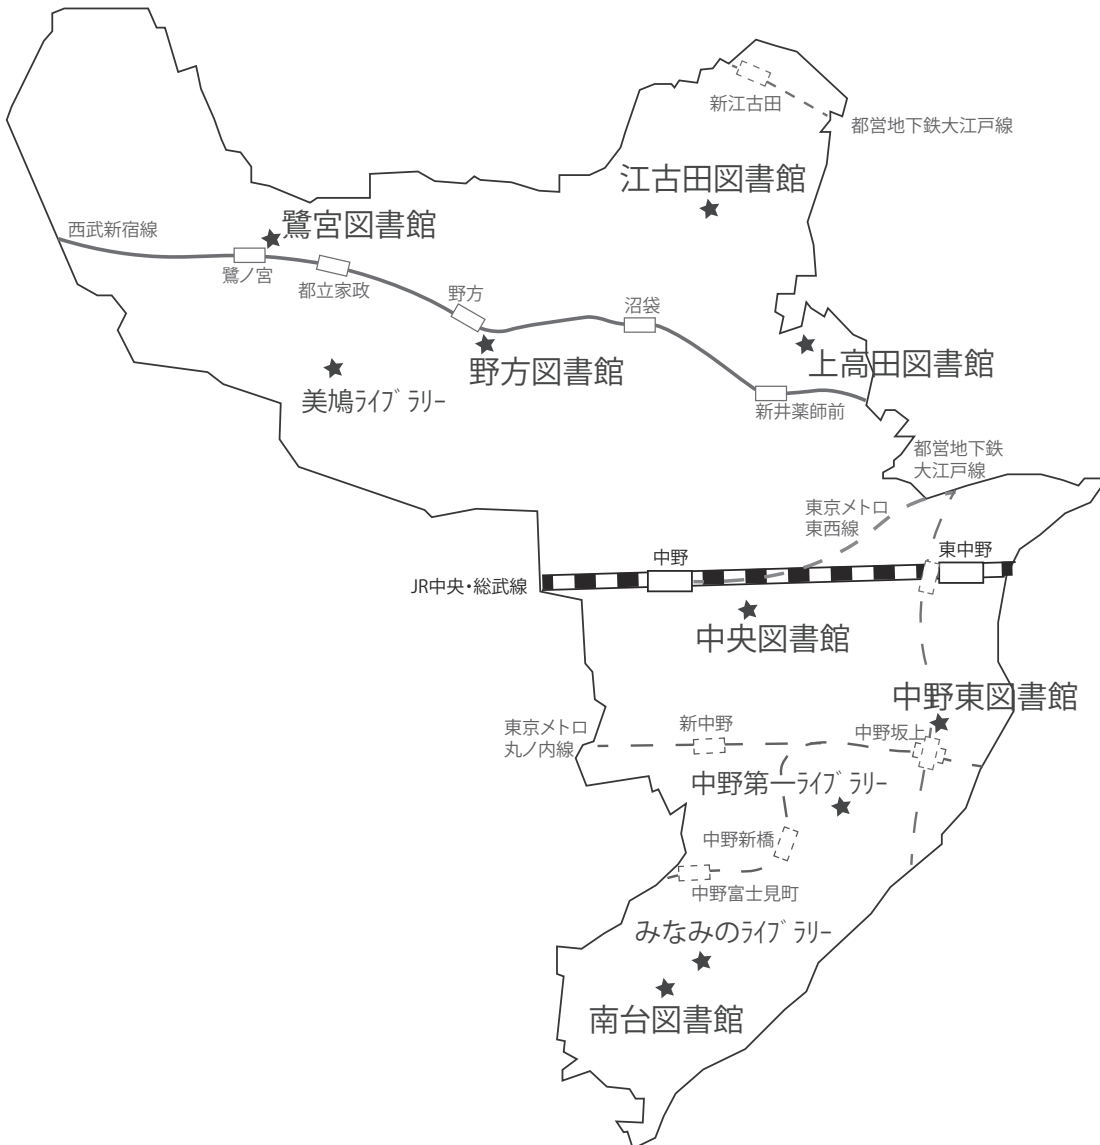 新江古田
都営地下鉄大江戸線
江古田図書館
西武新宿線
鷺宮図書館
鷺ノ宮
都立家政
野方
沼袋
野方図書館
上高田図書館
美鳩ﾗｲﾌﾞﾗﾘｰ
新井薬師前
都営地下鉄
大江戸線
東京メトロ
東西線
中野
東中野
JR中央・総武線
中央図書館
中野東図書館
東京メトロ
丸ノ内線
新中野
中野坂上
中野第一ﾗｲﾌﾞﾗﾘｰ
中野新橋
中野富士見町
みなみのﾗｲﾌﾞﾗﾘｰ
南台図書館